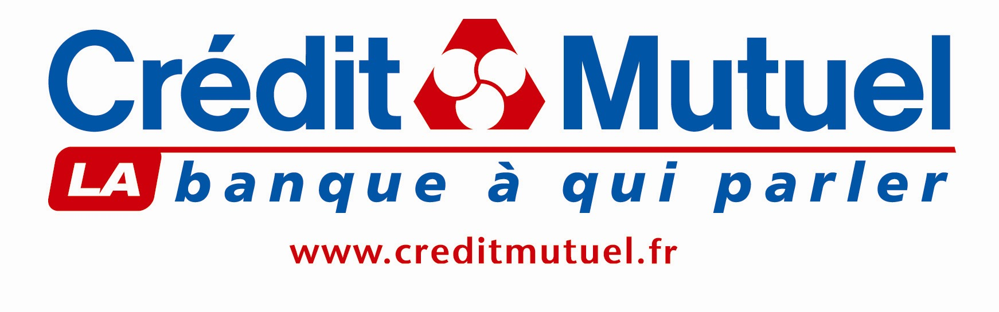 Crédit Mutuel
LA banque à qui parler
www.creditmutuel.fr